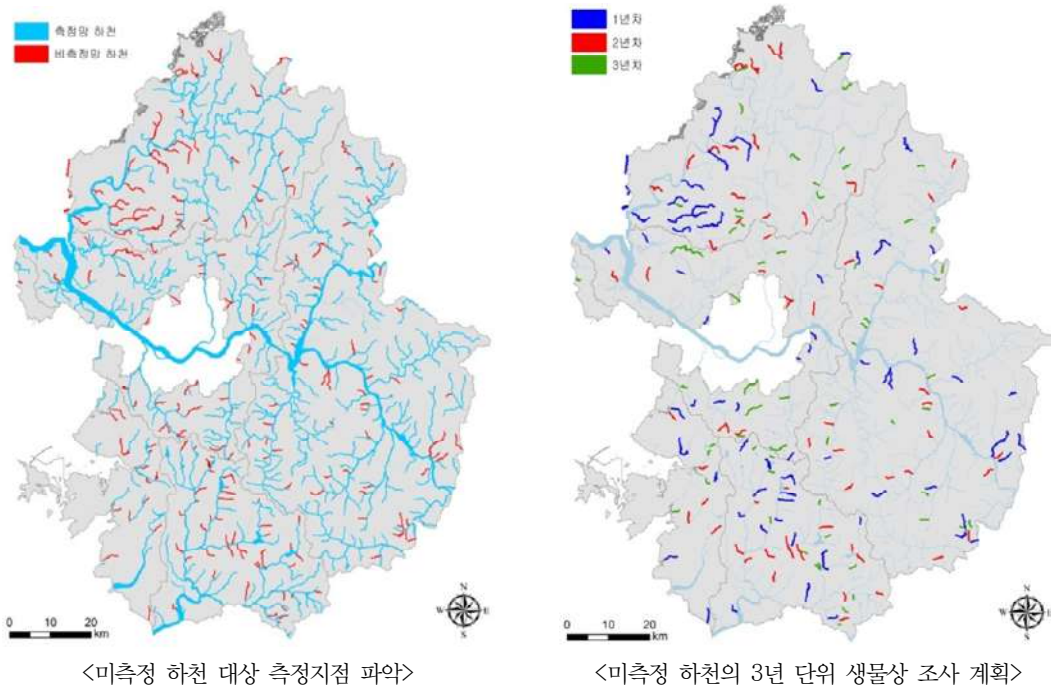 측정망 하천
비측정망 하천
N
W E
S
0 10 20
km
<미측정 하천 대상 측정지점 파악>
1년차
2년차
3년차
N
W E
S
0 10 20
km
<미측정 하천의 3년 단위 생물상 조사 계획>